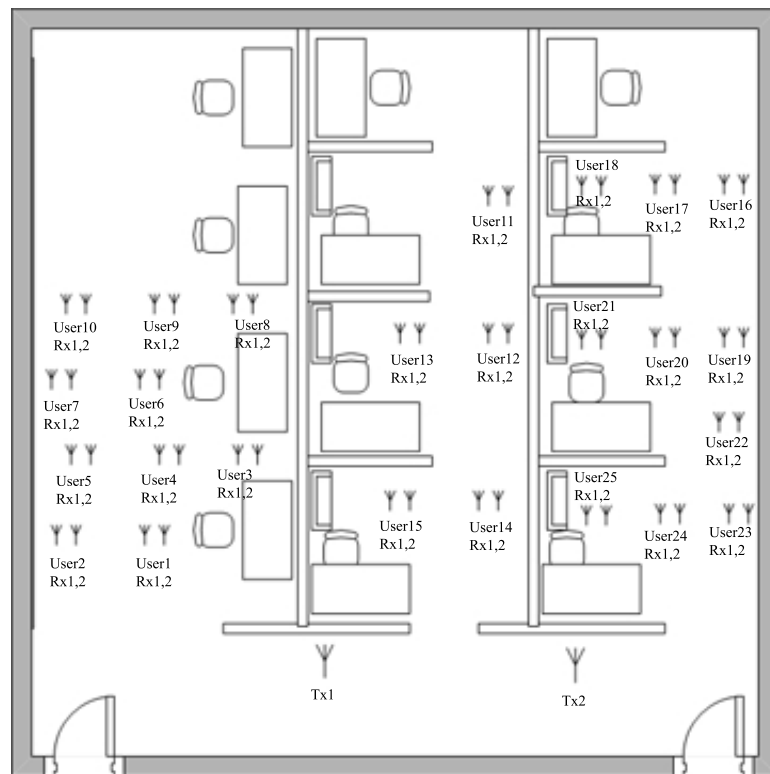 User18
Rx1,2
User11
Rx1,2
User17
Rx1,2
User16
Rx1,2
User10
Rx1,2
User9
Rx1,2
User8
Rx1,2
User13
Rx1,2
User12
Rx1,2
User21
Rx1,2
User20
Rx1,2
User19
Rx1,2
User7
Rx1,2
User6
Rx1,2
User22
Rx1,2
User5
Rx1,2
User4
Rx1,2
User3
Rx1,2
User15
Rx1,2
User14
Rx1,2
User25
Rx1,2
User24
Rx1,2
User23
Rx1,2
User2
Rx1,2
User1
Rx1,2
Tx1
Tx2